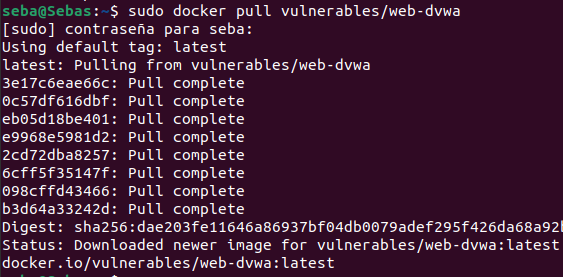 seba@Sebas:~$ sudo docker pull vulnerables/web-dvwa
[sudo] contraseña para seba:
Using default tag: latest
latest: Pulling from vulnerables/web-dvwa
3e17c6eae66c: Pull complete
0c57df616dbf: Pull complete
eb05d18be401: Pull complete
e9968e5981d2: Pull complete
2cd72dba8257: Pull complete
6cff5f35147f: Pull complete
098cffd43466: Pull complete
b3d64a33242d: Pull complete
Digest: sha256:dae203fe11646a86937bf04db0079adef295f426da68a92b
Status: Downloaded newer image for vulnerables/web-dvwa:latest
docker.io/vulnerables/web-dvwa:latest